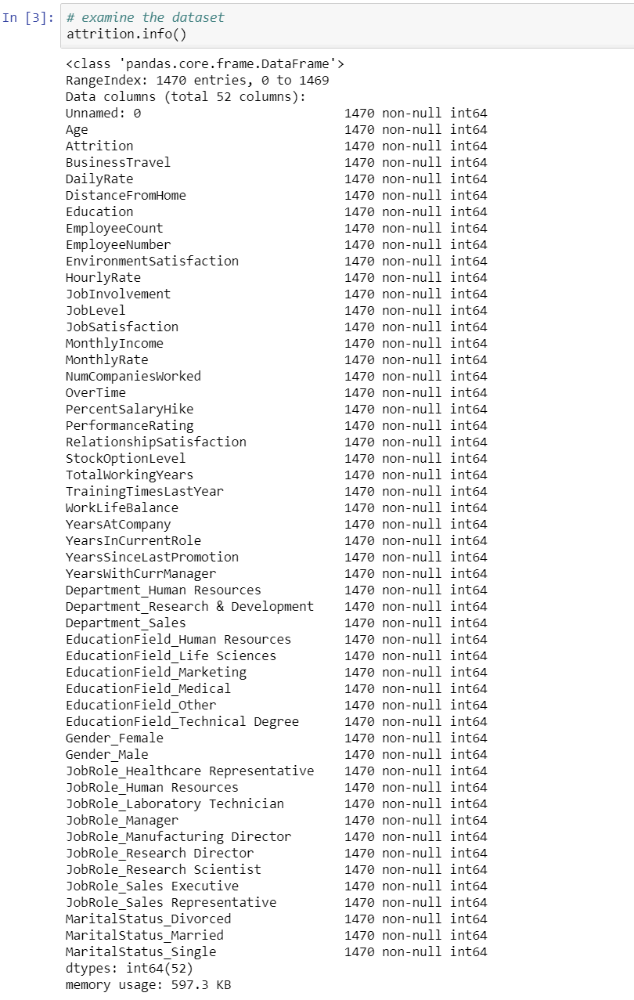 In [3]: # examine the dataset
attrition.info()
<class 'pandas.core.frame.DataFrame'>
RangeIndex: 1470 entries, 0 to 1469
Data columns (total 52 columns):
Unnamed: 0 1470 non-null int64
Age 1470 non-null int64
Attrition 1470 non-null int64
BusinessTravel 1470 non-null int64
DailyRate 1470 non-null int64
DistanceFromHome 1470 non-null int64
Education 1470 non-null int64
EmployeeCount 1470 non-null int64
EmployeeNumber 1470 non-null int64
EnvironmentSatisfaction 1470 non-null int64
HourlyRate 1470 non-null int64
JobInvolvement 1470 non-null int64
JobLevel 1470 non-null int64
JobSatisfaction 1470 non-null int64
MonthlyIncome 1470 non-null int64
MonthlyRate 1470 non-null int64
NumCompaniesWorked 1470 non-null int64
OverTime 1470 non-null int64
PercentSalaryHike 1470 non-null int64
PerformanceRating 1470 non-null int64
RelationshipSatisfaction 1470 non-null int64
StockOptionLevel 1470 non-null int64
TotalWorkingYears 1470 non-null int64
TrainingTimesLastYear 1470 non-null int64
WorkLifeBalance 1470 non-null int64
YearsAtCompany 1470 non-null int64
YearsInCurrentRole 1470 non-null int64
YearsSinceLastPromotion 1470 non-null int64
YearsWithCurrManager 1470 non-null int64
Department_Human Resources 1470 non-null int64
Department_Research & Development 1470 non-null int64
Department_Sales 1470 non-null int64
EducationField_Human Resources 1470 non-null int64
EducationField_Life Sciences 1470 non-null int64
EducationField_Marketing 1470 non-null int64
EducationField_Medical 1470 non-null int64
EducationField_Other 1470 non-null int64
EducationField_Technical Degree 1470 non-null int64
Gender_Female 1470 non-null int64
Gender_Male 1470 non-null int64
JobRole_Healthcare Representative 1470 non-null int64
JobRole_Human Resources 1470 non-null int64
JobRole_Laboratory Technician 1470 non-null int64
JobRole_Manager 1470 non-null int64
JobRole_Manufacturing Director 1470 non-null int64
JobRole_Research Director 1470 non-null int64
JobRole_Research Scientist 1470 non-null int64
JobRole_Sales Executive 1470 non-null int64
JobRole_Sales Representative 1470 non-null int64
MaritalStatus_Divorced 1470 non-null int64
MaritalStatus_Married 1470 non-null int64
MaritalStatus_Single 1470 non-null int64
dtypes: int64(52)
memory usage: 597.3 KB